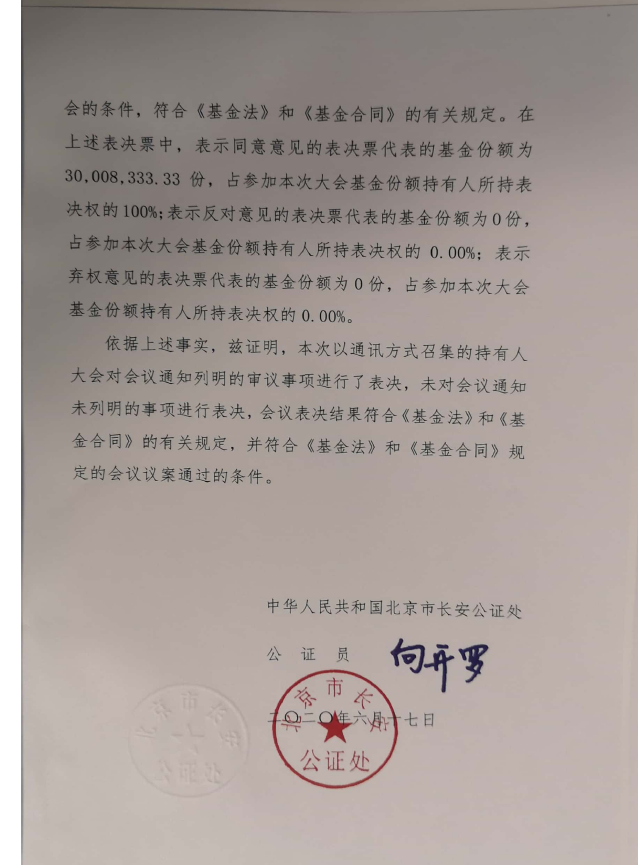 会的条件，符合《基金法》和《基金合同》的有关规定。在
上述表决票中，表示同意意见的表决票代表的基金份额为
30,008,333.33 份，占参加本次大会基金份额持有人所持表
决权的100%；表示反对意见的表决票代表的基金份额为0份，
占参加本次大会基金份额持有人所持表决权的 0.00%；表示
弃权意见的表决票代表的基金份额为 0 份，占参加本次大会
基金份额持有人所持表决权的 0.00%。
依据上述事实，兹证明，本次以通讯方式召集的持有人
大会对会议通知列明的审议事项进行了表决，未对会议通知
未列明的事项进行表决，会议表决结果符合《基金法》和《基
金合同》的有关规定，并符合《基金法》和《基金合同》规
定的会议议案通过的条件。
中华人民共和国北京市长安公证处
公 证 员 向开罗
二〇二〇年六月十七日
北京市长安
公证处
北京市长安
公证处